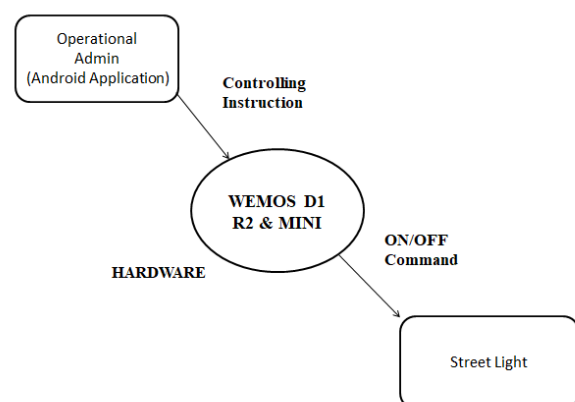 Operational
Admin
(Android Application)
Controlling
Instruction
WEMOS D1
R2 & MINI
ON/OFF
Command
HARDWARE
Street Light